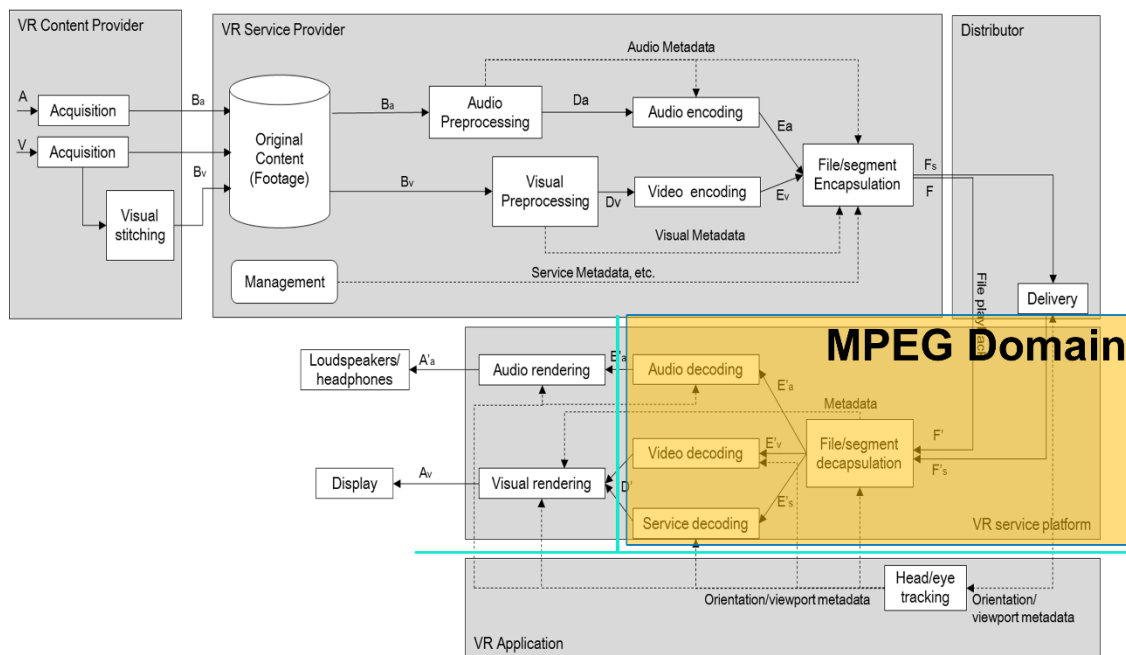 VR Content Provider
VR Service Provider
Distributor
Audio Metadata
A
Acquisition
Ba
Ba
Audio
Preprocessing
Da
Audio encoding
Ea
V
Acquisition
Bv
Original
Content
(Footage)
Bv
Visual
Preprocessing
Dv
Video encoding
Ev
File/segment
Encapsulation
Fs
F
Visual
stitching
Visual Metadata
Management
Service Metadata, etc.
File playback
Delivery
MPEG Domain
Loudspeakers/
headphones
A'a
Audio rendering
E'a
Audio decoding
E'a
Metadata
Display
Av
Visual rendering
D'
Video decoding
E'v
File/segment
decapsulation
F'
F's
E's
Service decoding
VR service platform
Orientation/viewport metadata
Head/eye
tracking
Orientation/
viewport metadata
VR Application